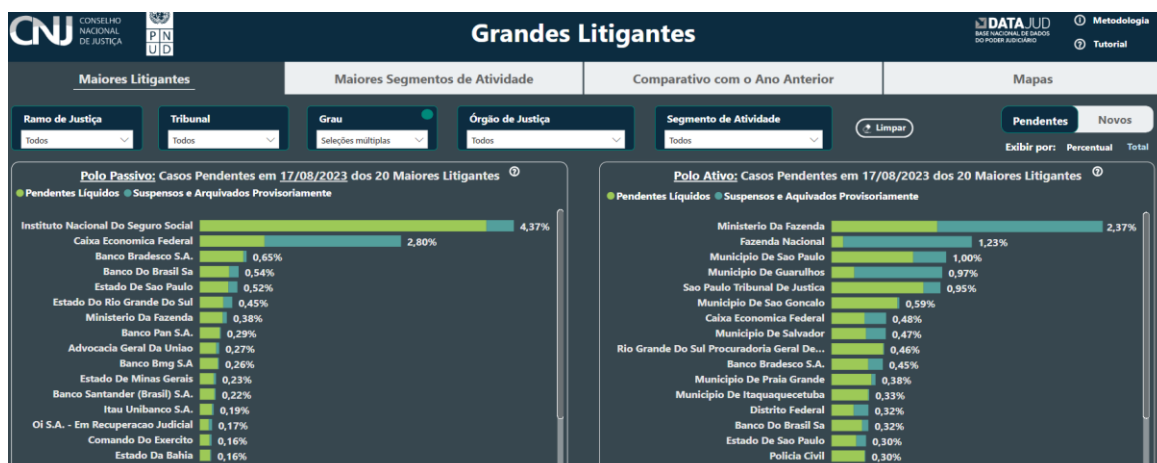 CNJ CONSELHO NACIONAL DE JUSTIÇA
P N U D
Grandes Litigantes
DATAJUD
BASE NACIONAL DE DADOS DO PODER JUDICIÁRIO
Metodologia
Tutorial
Maiores Litigantes
Maiores Segmentos de Atividade
Comparativo com o Ano Anterior
Mapas
Ramo de Justiça
Todos
Tribunal
Todos
Grau
Seleções múltiplas
Órgão de Justiça
Todos
Segmento de Atividade
Todos
Limpar
Pendentes
Novos
Exibir por: Percentual Total
Polo Passivo: Casos Pendentes em 17/08/2023 dos 20 Maiores Litigantes
Pendentes Líquidos Suspensos e Arquivados Provisoriamente
Instituto Nacional Do Seguro Social 4,37%
Caixa Economica Federal 2,80%
Banco Bradesco S.A. 0,65%
Banco Do Brasil Sa 0,54%
Estado De Sao Paulo 0,52%
Estado Do Rio Grande Do Sul 0,45%
Ministerio Da Fazenda 0,38%
Banco Pan S.A. 0,29%
Advocacia Geral Da Uniao 0,27%
Banco Bmg S.A 0,26%
Estado De Minas Gerais 0,23%
Banco Santander (Brasil) S.A. 0,22%
Itau Unibanco S.A. 0,19%
Oi S.A. - Em Recuperacao Judicial 0,17%
Comando Do Exercito 0,16%
Estado Da Bahia 0,16%
Polo Ativo: Casos Pendentes em 17/08/2023 dos 20 Maiores Litigantes
Pendentes Líquidos Suspensos e Aquivados Provisoriamente
Ministerio Da Fazenda 2,37%
Fazenda Nacional 1,23%
Municipio De Sao Paulo 1,00%
Municipio De Guarulhos 0,97%
Sao Paulo Tribunal De Justica 0,95%
Municipio De Sao Goncalo 0,59%
Caixa Economica Federal 0,48%
Municipio De Salvador 0,47%
Rio Grande Do Sul Procuradoria Geral De... 0,46%
Banco Bradesco S.A. 0,45%
Municipio De Praia Grande 0,38%
Municipio De Itaquaquecetuba 0,33%
Distrito Federal 0,32%
Banco Do Brasil Sa 0,32%
Estado De Sao Paulo 0,30%
Policia Civil 0,30%